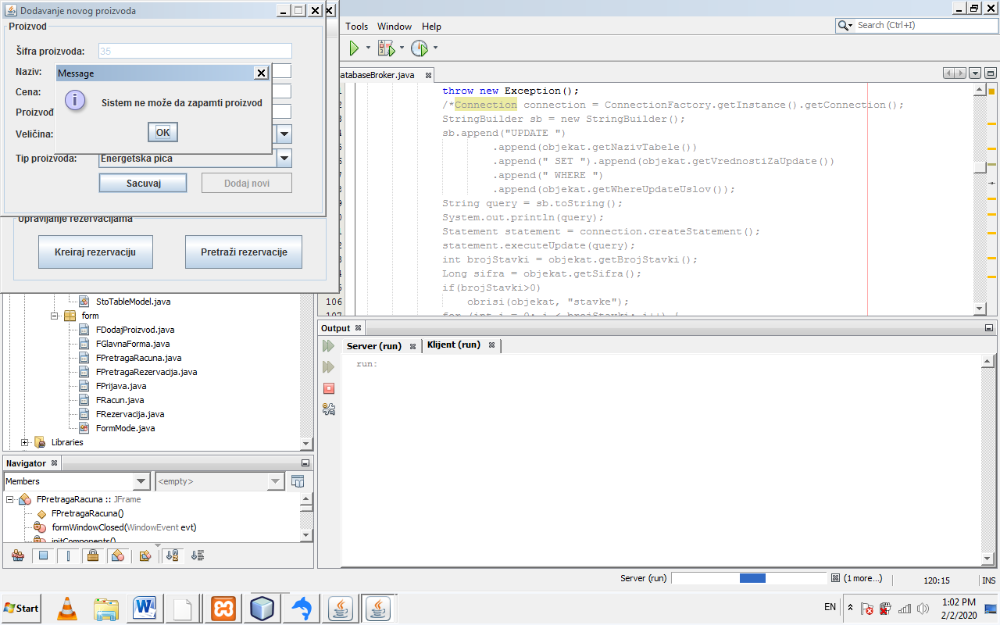 Dodavanje novog proizvoda
Proizvod
Šifra proizvoda:
35
Naziv:
Cena:
Proizvođ
Veličina:
Tip proizvoda:
Energetska pića
Sacuvaj
Dodaj novi
Message
Sistem ne može da zapamti proizvod
OK
Upravljanje rezervacijama
Kreiraj rezervaciju
Pretraži rezervacije
Tools
Window
Help
Search (Ctrl+I)
atabaseBroker.java
throw new Exception();
/*Connection connection = ConnectionFactory.getInstance().getConnection();
StringBuilder sb = new StringBuilder();
sb.append("UPDATE ")
.append(objekat.getNazivTabele())
.append(" SET ").append(objekat.getVrednostiZaUpdate())
.append(" WHERE ")
.append(objekat.getWhereUpdateUslov());
String query = sb.toString();
System.out.println(query);
Statement statement = connection.createStatement();
statement.executeUpdate(query);
int brojStavki = objekat.getBrojStavki();
Long sifra = objekat.getSifra();
if(brojStavki>0)
106 obrisi(objekat, "stavke");
107 for (int i = 0; i < brojStavki; i++) {
StoTableModel.java
form
FDodajProizvod.java
FGlavnaForma.java
FPretragaRacuna.java
FPretragaRezervacija.java
FPrijava.java
FRacun.java
FRezervacija.java
FormMode.java
Libraries
Navigator
Members
<empty>
FPretragaRacuna :: JFrame
FPretragaRacuna()
formWindowClosed(WindowEvent evt)
initComponents()
Output
Server (run)
Klijent (run)
run:
Server (run)
(1 more...)
120:15
INS
Start
EN
1:02 PM
2/2/2020